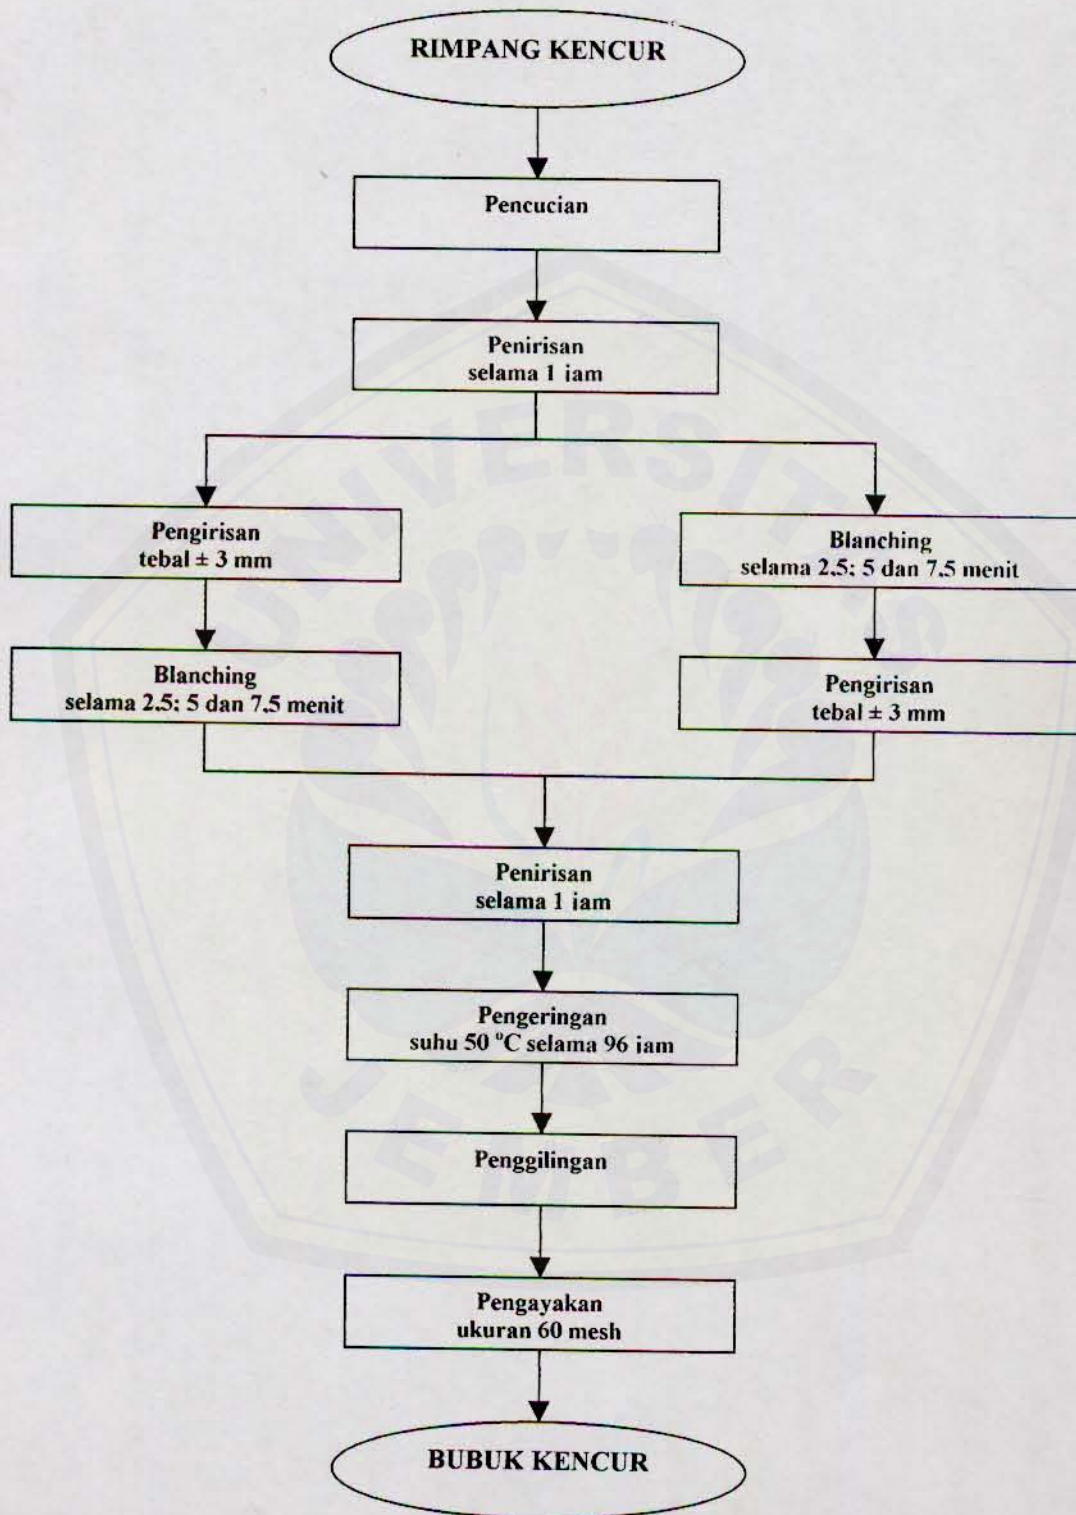 RIMPANG KENCUR
Pencucian
Penirisan
selama 1 jam
Pengirisan
tebal ± 3 mm
Blanching
selama 2,5; 5 dan 7,5 menit
Blanching
selama 2,5; 5 dan 7,5 menit
Pengirisan
tebal ± 3 mm
Penirisan
selama 1 jam
Pengeringan
suhu 50 °C selama 96 jam
Penggilingan
Pengayakan
ukuran 60 mesh
BUBUK KENCUR
UNIVERSITAS
JEMBER